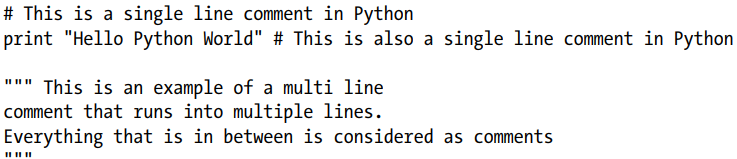 # This is a single line comment in Python
print "Hello Python World" # This is also a single line comment in Python
""" This is an example of a multi line
comment that runs into multiple lines.
Everything that is in between is considered as comments
"""